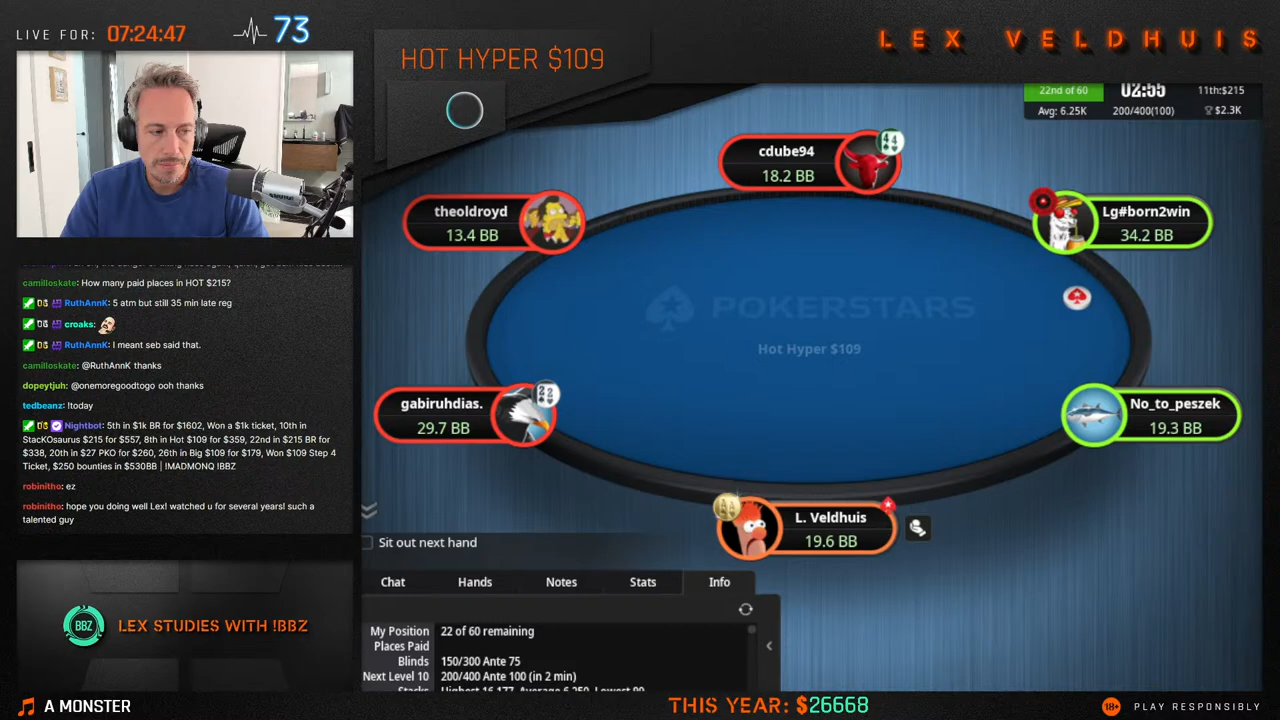 LIVE FOR: 07:24:47 73
HOT HYPER $109
LEX VELDHUIS
22nd of 60 02:55 11th:$215
Avg: 6.25K 200/400(100) $2.3K
cdube94
18.2 BB
theoldroyd
13.4 BB
Lg#born2win
34.2 BB
POKERSTARS
Hot Hyper $109
gabiruhdias.
29.7 BB
No_to_peszek
19.3 BB
L. Veldhuis
19.6 BB
camilloskate: How many paid places in HOT $215?
RuthAnnK: 5 atm but still 35 min late reg
croaks:
RuthAnnK: I meant seb said that.
camilloskate: @RuthAnnK thanks
dopeytjuh: @onemoregoodtogo ooh thanks
tedbeanz: !today
Nightbot: 5th in $1k BR for $1602, Won a $1k ticket, 10th in
StacKOsaurus $215 for $557, 8th in Hot $109 for $359, 22nd in $215 BR for
$338, 20th in $27 PKO for $260, 26th in Big $109 for $179, Won $109 Step 4
Ticket, $250 bounties in $530BB | !MADMONQ !BBZ
robinitho: ez
robinitho: hope you doing well Lex! watched u for several years! such a
talented guy
Sit out next hand
Chat Hands Notes Stats Info
My Position 22 of 60 remaining
Places Paid
Blinds 150/300 Ante 75
Next Level 10 200/400 Ante 100 (in 2 min)
BBZ LEX STUDIES WITH !BBZ
A MONSTER
THIS YEAR: $26668
18+ PLAY RESPONSIBLY